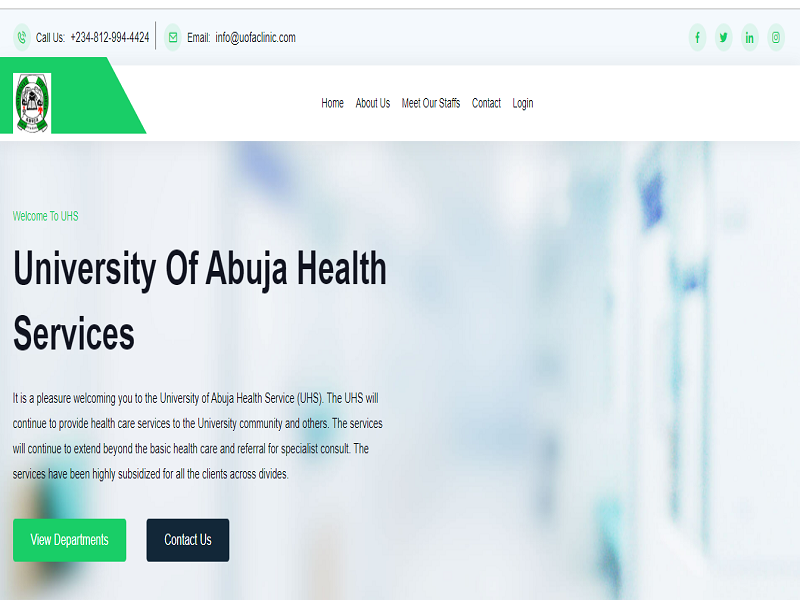 Call Us: +234-812-994-4424 Email: info@uofaclinic.com
Home About Us Meet Our Staffs Contact Login
Welcome To UHS
University Of Abuja Health
Services
It is a pleasure welcoming you to the University of Abuja Health Service (UHS). The UHS will
continue to provide health care services to the University community and others. The services
will continue to extend beyond the basic health care and referral for specialist consult. The
services have been highly subsidized for all the clients across divides.
View Departments Contact Us